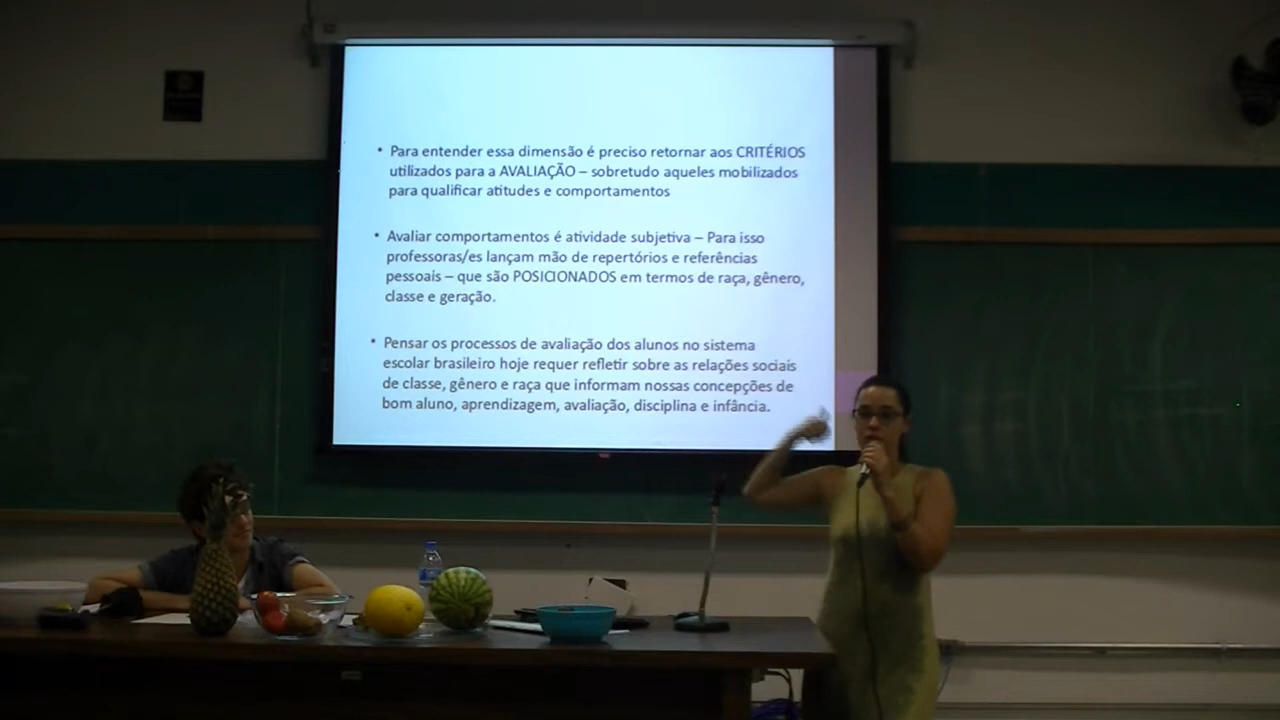 • Para entender essa dimensão é preciso retornar aos CRITÉRIOS
utilizados para a AVALIAÇÃO – sobretudo aqueles mobilizados
para qualificar atitudes e comportamentos
• Avaliar comportamentos é atividade subjetiva – Para isso
professoras/es lançam mão de repertórios e referências
pessoais – que são POSICIONADOS em termos de raça, gênero,
classe e geração.
• Pensar os processos de avaliação dos alunos no sistema
escolar brasileiro hoje requer refletir sobre as relações sociais
de classe, gênero e raça que informam nossas concepções de
bom aluno, aprendizagem, avaliação, disciplina e infância.